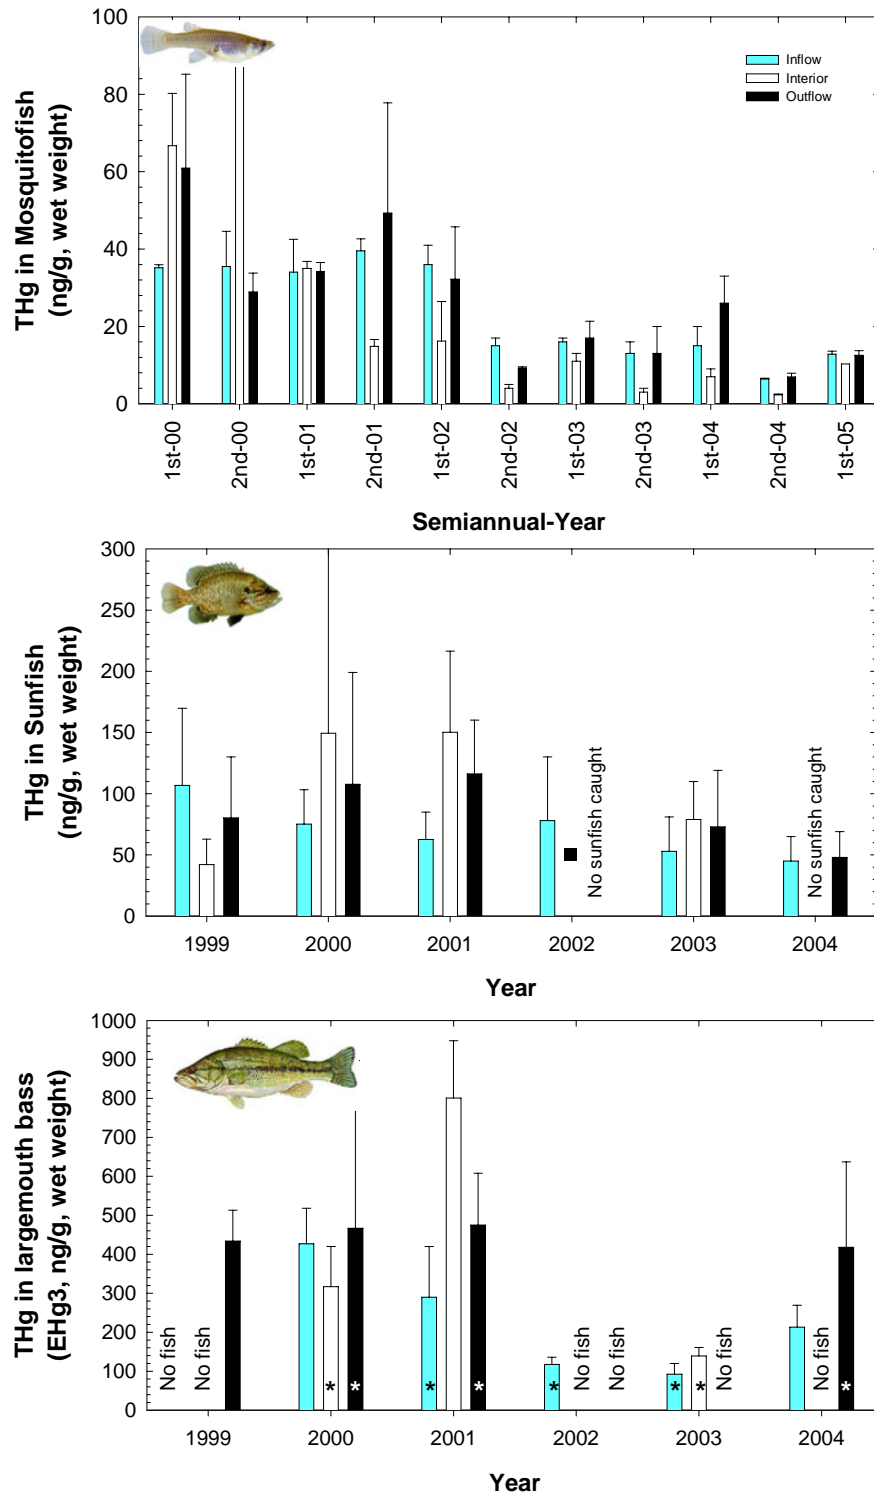 THg in Mosquitofish
(ng/g, wet weight)
100
80
60
40
20
0
Inflow
Interior
Outflow
1st-00
2nd-00
1st-01
2nd-01
1st-02
2nd-02
1st-03
2nd-03
1st-04
2nd-04
1st-05
Semiannual-Year
THg in Sunfish
(ng/g, wet weight)
300
250
200
150
100
50
0
No sunfish caught
No sunfish caught
1999
2000
2001
2002
2003
2004
Year
THg in largemouth bass
(EHg3, ng/g, wet weight)
1000
900
800
700
600
500
400
300
200
100
0
No fish
No fish
*
*
*
*
*
No fish
No fish
*
*
No fish
No fish
*
1999
2000
2001
2002
2003
2004
Year